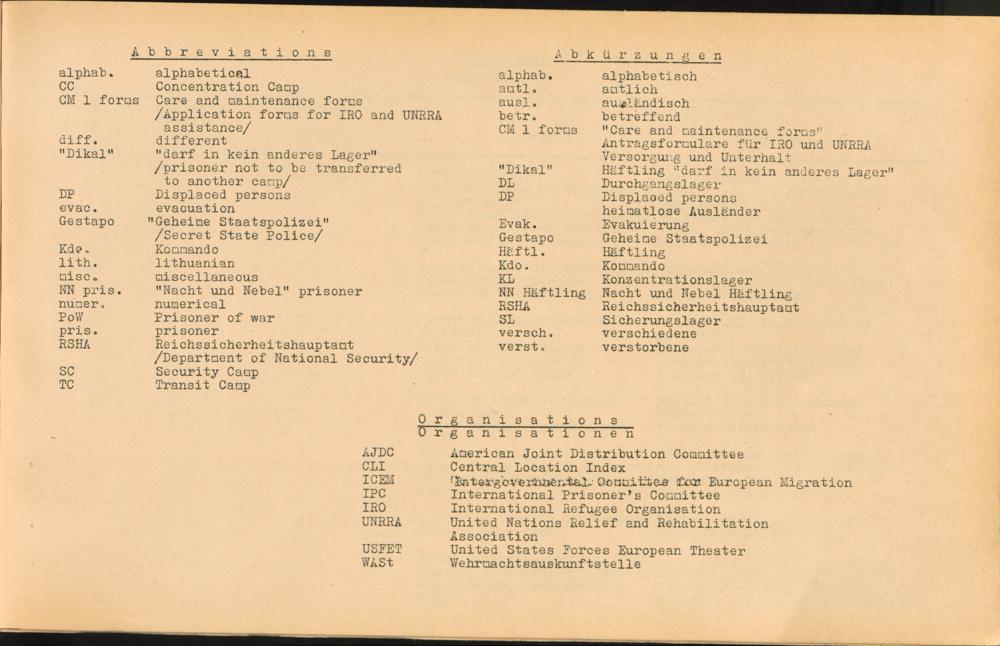 Abbreviations
alphab. alphabetical
CC Concentration Camp
CM 1 forms Care and maintenance forms
/Application forms for IRO and UNRRA
assistance/
diff. different
"Dikal" "darf in kein anderes Lager"
/prisoner not to be transferred
to another camp/
DP Displaced persons
evac. evacuation
Gestapo "Geheime Staatspolizei"
/Secret State Police/
Kdo. Kommando
lith. lithuanian
misc. miscellaneous
NN pris. "Nacht und Nebel" prisoner
numer. numerical
PoW Prisoner of war
pris. prisoner
RSHA Reichssicherheitshauptamt
/Department of National Security/
SC Security Camp
TC Transit Camp
Abkürzungen
alphab. alphabetisch
amtl. amtlich
ausl. ausländisch
betr. betreffend
CM 1 forms "Care and maintenance forms"
Antragsformulare für IRO und UNRRA
Versorgung und Unterhalt
"Dikal" Häftling "darf in kein anderes Lager"
DL Durchgangslager
DP Displaced persons
heimatlose Ausländer
Evak. Evakuierung
Gestapo Geheime Staatspolizei
Häftl. Häftling
Kdo. Kommando
KL Konzentrationslager
NN Häftling Nacht und Nebel Häftling
RSHA Reichssicherheitshauptamt
SL Sicherungslager
versch. verschiedene
verst. verstorbene
Organisations
Organisationen
AJDC American Joint Distribution Committee
CLI Central Location Index
ICEM Intergovernmental Committee for European Migration
IPC International Prisoner's Committee
IRO International Refugee Organisation
UNRRA United Nations Relief and Rehabilitation
Association
USFET United States Forces European Theater
WASt Wehrmachtsauskunftstelle